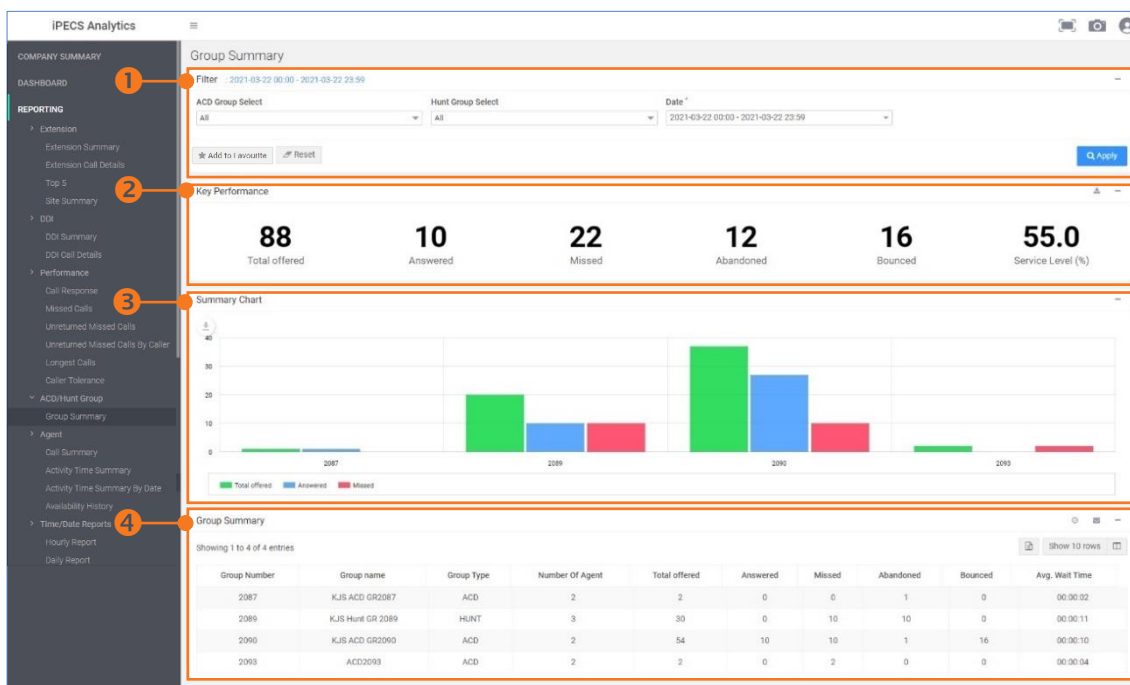 iPECS Analytics
COMPANY SUMMARY
DASHBOARD
REPORTING
Extension
Extension Summary
Extension Call Details
Top 5
Site Summary
DDI
DDI Summary
DDI Call Details
Performance
Call Response
Missed Calls
Unreturned Missed Calls
Unreturned Missed Calls By Caller
Longest Calls
Caller Tolerance
ACD/Hunt Group
Group Summary
Agent
Call Summary
Activity Time Summary
Activity Time Summary By Date
Availability History
Time/Date Reports
Hourly Report
Daily Report
Group Summary
1
Filter : 2021-03-22 00:00 - 2021-03-22 23:59
ACD Group Select Hunt Group Select Date *
All All 2021-03-22 00:00 - 2021-03-22 23:59
Add to Favourite Reset Apply
2
Key Performance
88 10 22 12 16 55.0
Total offered Answered Missed Abandoned Bounced Service Level (%)
3
Summary Chart
40
30
20
10
0
2087 2089 2090 2093
Total offered Answered Missed
4
Group Summary
Showing 1 to 4 of 4 entries Show 10 rows
Group Number Group name Group Type Number Of Agent Total offered Answered Missed Abandoned Bounced Avg. Wait Time
2087 KJS ACD GR2087 ACD 2 2 0 0 1 0 00:00:02
2089 KJS Hunt GR 2089 HUNT 3 30 0 10 10 0 00:00:11
2090 KJS ACD GR2090 ACD 2 54 10 10 1 16 00:00:10
2093 ACD2093 ACD 2 2 0 2 0 0 00:00:04